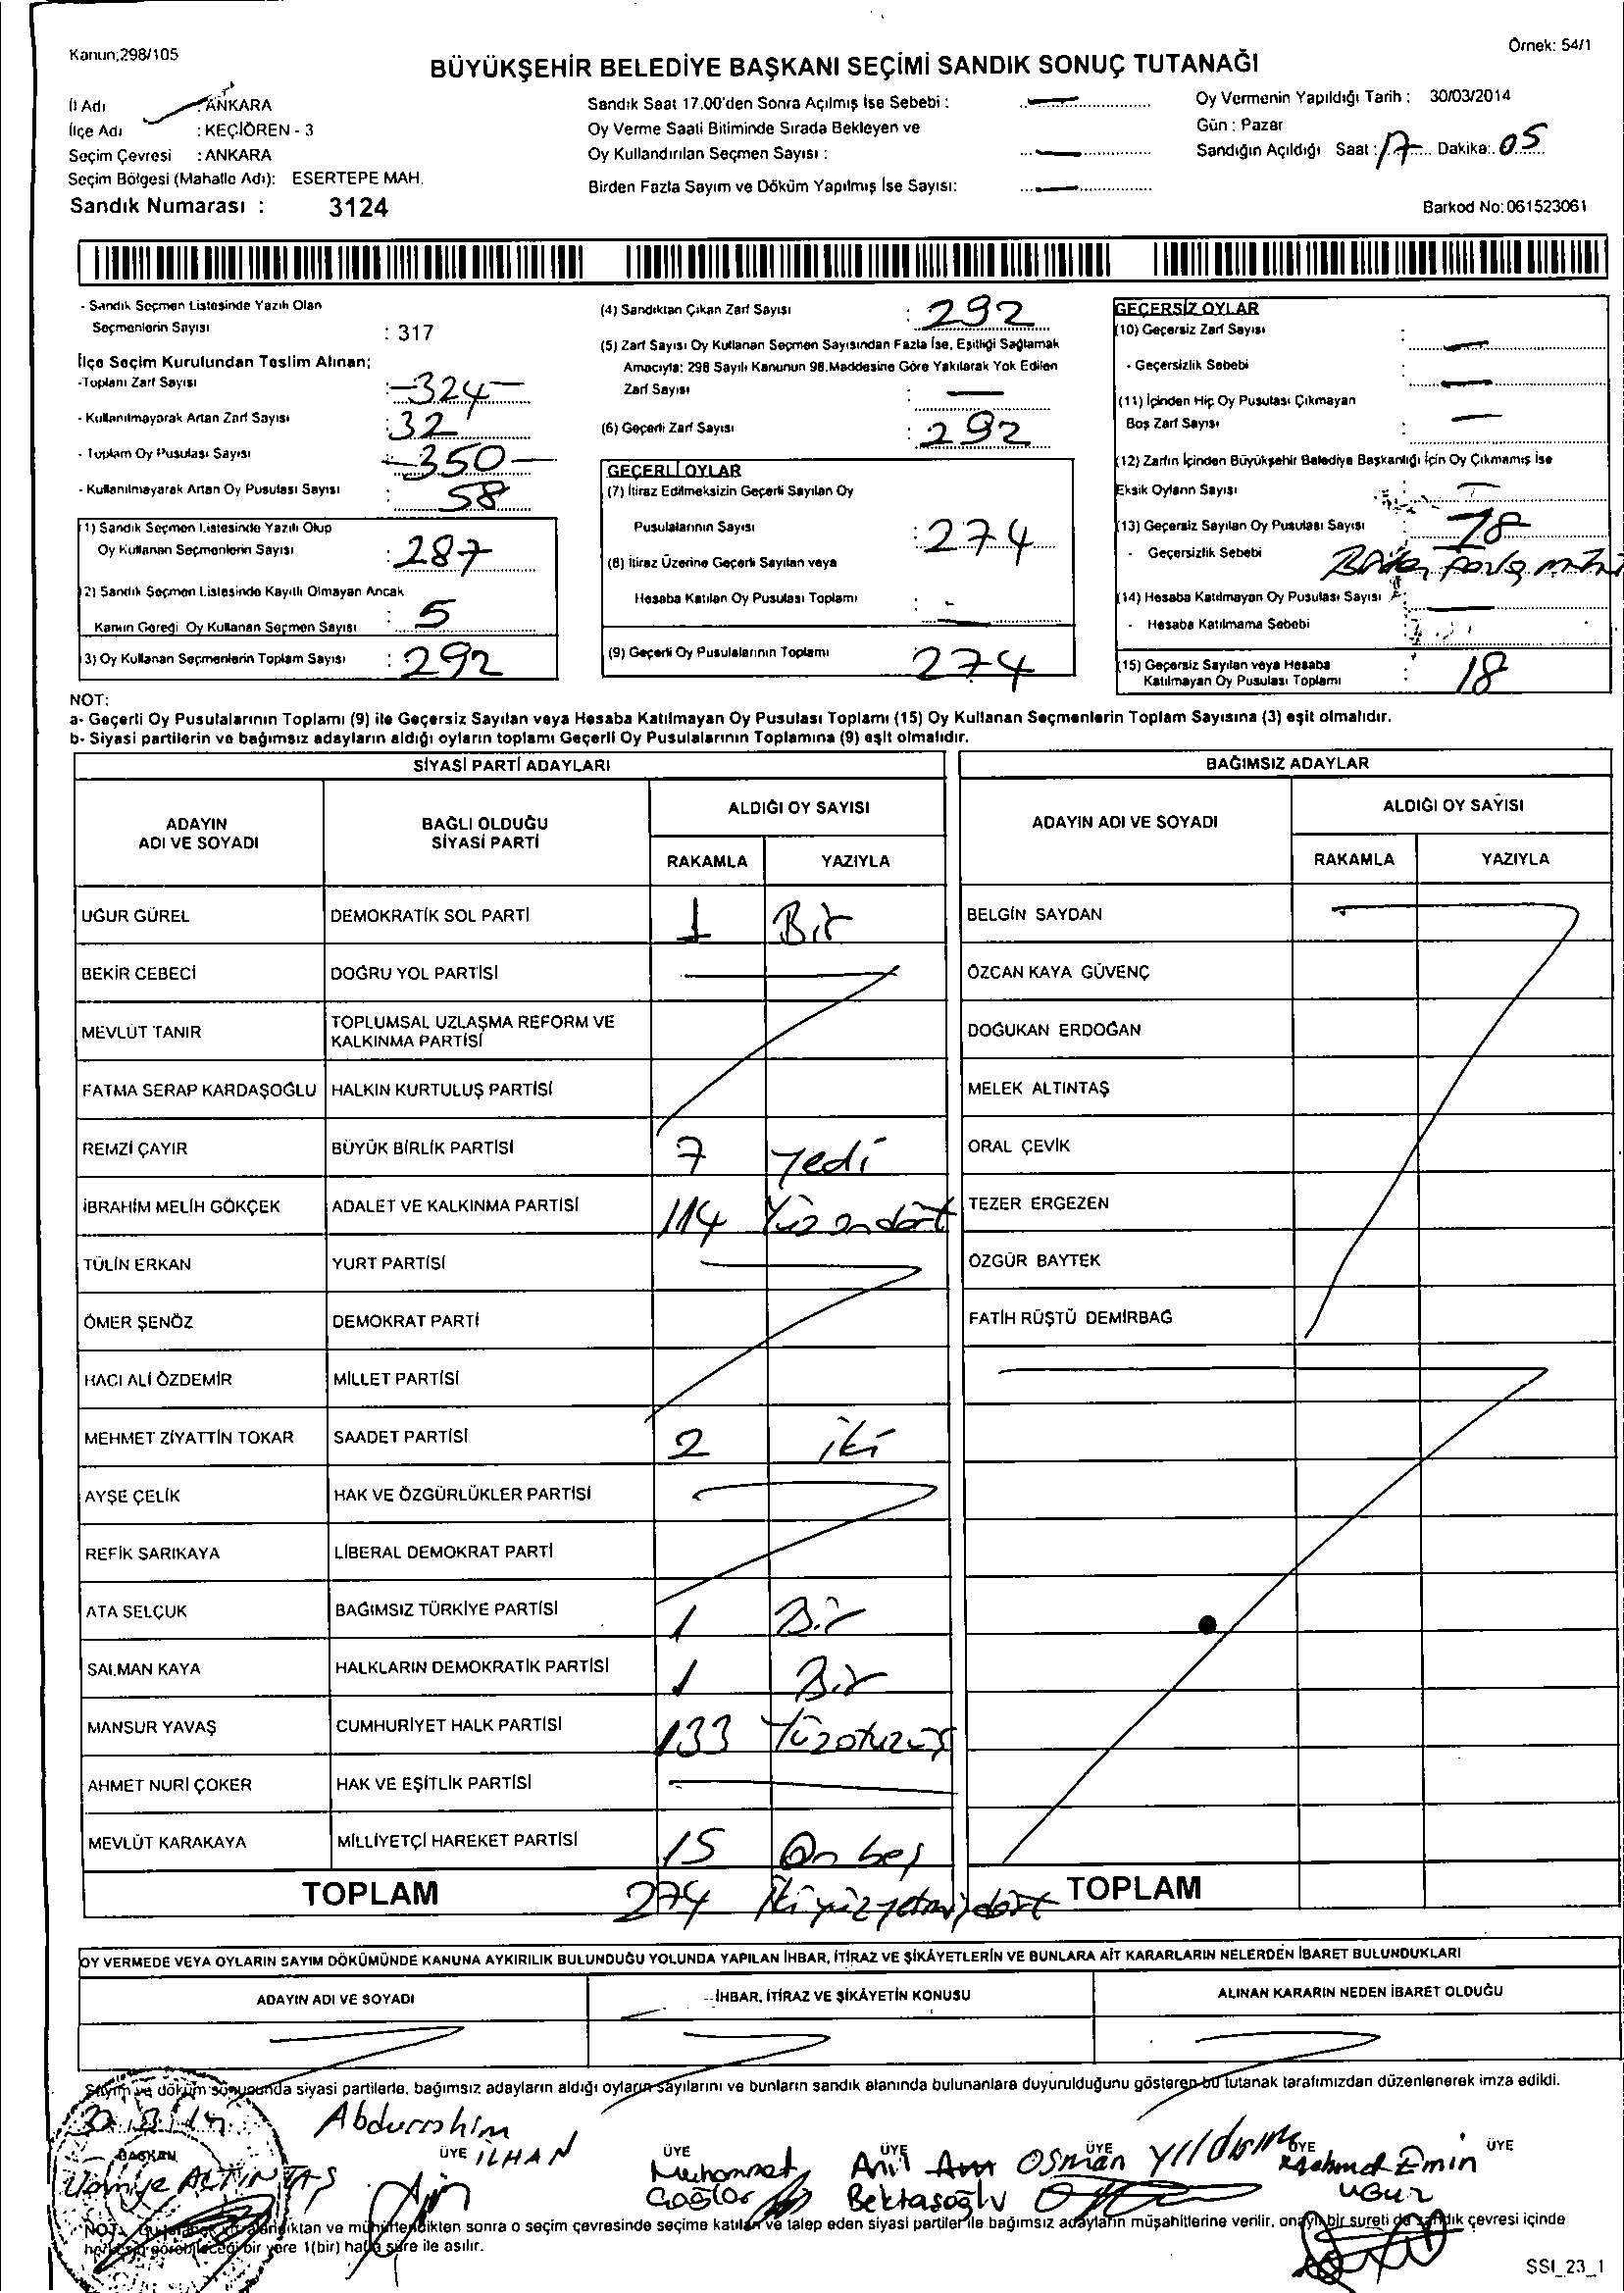 Kanun;298/105
Örnek: 54/1
BÜYÜKŞEHİR BELEDİYE BAŞKANI SEÇİMİ SANDIK SONUÇ TUTANAĞI
İl Adı : ANKARA
İlçe Adı : KEÇİÖREN - 3
Seçim Çevresi : ANKARA
Seçim Bölgesi (Mahalle Adı): ESERTEPE MAH.
Sandık Numarası : 3124
Sandık Saat 17.00'den Sonra Açılmış İse Sebebi :
Oy Verme Saati Bitiminde Sırada Bekleyen ve
Oy Kullandırılan Seçmen Sayısı :
Birden Fazla Sayım ve Döküm Yapılmış İse Sayısı:
Oy Vermenin Yapıldığı Tarih : 30/03/2014
Gün : Pazar
Sandığın Açıldığı Saat : 17 Dakika: 05
Barkod No: 061523061
- Sandık Seçmen Listesinde Yazılı Olan
Seçmenlerin Sayısı : 317
İlçe Seçim Kurulundan Teslim Alınan;
-Toplam Zarf Sayısı : -324-
- Kullanılmayarak Artan Zarf Sayısı : 32
- Toplam Oy Pusulası Sayısı : -350-
- Kullanılmayarak Artan Oy Pusulası Sayısı : 58
1) Sandık Seçmen Listesinde Yazılı Olup
Oy Kullanan Seçmenlerin Sayısı : 287
2) Sandık Seçmen Listesinde Kayıtlı Olmayan Ancak
Kanun Gereği Oy Kullanan Seçmen Sayısı : 5
3) Oy Kullanan Seçmenlerin Toplam Sayısı : 292
(4) Sandıktan Çıkan Zarf Sayısı : 292
(5) Zarf Sayısı Oy Kullanan Seçmen Sayısından Fazla İse, Eşitliği Sağlamak
Amacıyla; 298 Sayılı Kanunun 98.Maddesine Göre Yakılarak Yok Edilen
Zarf Sayısı : —
(6) Geçerli Zarf Sayısı : 292
GEÇERLİ OYLAR
(7) İtiraz Edilmeksizin Geçerli Sayılan Oy
Pusulalarının Sayısı : 274
(8) İtiraz Üzerine Geçerli Sayılan veya
Hesaba Katılan Oy Pusulası Toplamı : -
(9) Geçerli Oy Pusulalarının Toplamı 274
GEÇERSİZ OYLAR
(10) Geçersiz Zarf Sayısı : —
- Geçersizlik Sebebi : —
(11) İçinden Hiç Oy Pusulası Çıkmayan
Boş Zarf Sayısı : —
(12) Zarfın İçinden Büyükşehir Belediye Başkanlığı İçin Oy Çıkmamış İse
Eksik Oyların Sayısı : —
(13) Geçersiz Sayılan Oy Pusulası Sayısı : 18
- Geçersizlik Sebebi
(14) Hesaba Katılmayan Oy Pusulası Sayısı : —
- Hesaba Katılmama Sebebi :
(15) Geçersiz Sayılan veya Hesaba
Katılmayan Oy Pusulası Toplamı : 18
NOT:
a- Geçerli Oy Pusulalarının Toplamı (9) ile Geçersiz Sayılan veya Hesaba Katılmayan Oy Pusulası Toplamı (15) Oy Kullanan Seçmenlerin Toplam Sayısına (3) eşit olmalıdır.
b- Siyasi partilerin ve bağımsız adayların aldığı oyların toplamı Geçerli Oy Pusulalarının Toplamına (9) eşit olmalıdır.
SİYASİ PARTİ ADAYLARI
ADAYIN ADI VE SOYADI
BAĞLI OLDUĞU SİYASİ PARTİ
ALDIĞI OY SAYISI
RAKAMLA YAZIYLA
UĞUR GÜREL DEMOKRATİK SOL PARTİ 1 Bir
BEKİR CEBECİ DOĞRU YOL PARTİSİ
MEVLÜT TANIR TOPLUMSAL UZLAŞMA REFORM VE KALKINMA PARTİSİ
FATMA SERAP KARDAŞOĞLU HALKIN KURTULUŞ PARTİSİ
REMZİ ÇAYIR BÜYÜK BİRLİK PARTİSİ 7 Yedi
İBRAHİM MELİH GÖKÇEK ADALET VE KALKINMA PARTİSİ 114 Yüzondört
TÜLİN ERKAN YURT PARTİSİ
ÖMER ŞENÖZ DEMOKRAT PARTİ
HACI ALİ ÖZDEMİR MİLLET PARTİSİ
MEHMET ZİYATTİN TOKAR SAADET PARTİSİ 2 iki
AYŞE ÇELİK HAK VE ÖZGÜRLÜKLER PARTİSİ
REFİK SARIKAYA LİBERAL DEMOKRAT PARTİ
ATA SELÇUK BAĞIMSIZ TÜRKİYE PARTİSİ 1 Bir
SALMAN KAYA HALKLARIN DEMOKRATİK PARTİSİ 1 Bir
MANSUR YAVAŞ CUMHURİYET HALK PARTİSİ 133 Yüzotuzüç
AHMET NURİ ÇOKER HAK VE EŞİTLİK PARTİSİ
MEVLÜT KARAKAYA MİLLİYETÇİ HAREKET PARTİSİ 15 On beş
TOPLAM 274 İkiyüzyetmişdört
BAĞIMSIZ ADAYLAR
ADAYIN ADI VE SOYADI
ALDIĞI OY SAYISI
RAKAMLA YAZIYLA
BELGİN SAYDAN
ÖZCAN KAYA GÜVENÇ
DOĞUKAN ERDOĞAN
MELEK ALTINTAŞ
ORAL ÇEVİK
TEZER ERGEZEN
ÖZGÜR BAYTEK
FATİH RÜŞTÜ DEMİRBAĞ
TOPLAM
OY VERMEDE VEYA OYLARIN SAYIM DÖKÜMÜNDE KANUNA AYKIRILIK BULUNDUĞU YOLUNDA YAPILAN İHBAR, İTİRAZ VE ŞİKÂYETLERİN VE BUNLARA AİT KARARLARIN NELERDEN İBARET BULUNDUKLARI
ADAYIN ADI VE SOYADI
İHBAR, İTİRAZ VE ŞİKÂYETİN KONUSU
ALINAN KARARIN NEDEN İBARET OLDUĞU
Sayım ve döküm sonucunda siyasi partilerle, bağımsız adayların aldığı oyların sayılarını ve bunların sandık alanında bulunanlara duyurulduğunu gösteren bu tutanak tarafımızdan düzenlenerek imza edildi.
BAŞKAN ÜYE ÜYE ÜYE ÜYE ÜYE ÜYE
ALTINTAŞ
Abdurrahim İLHAN
Muhammet Çağlar
Anıl Bektaşoğlu
Osman Yıldırım
Mehmet Emin UĞUR
ve mühürlendikten sonra o seçim çevresinde seçime katılan ve talep eden siyasi partiler ile bağımsız adayların müşahitlerine verilir, onaylı bir sureti de sandık çevresi içinde
bir yere 1(bir) hafta süre ile asılır.
SSI_23_1